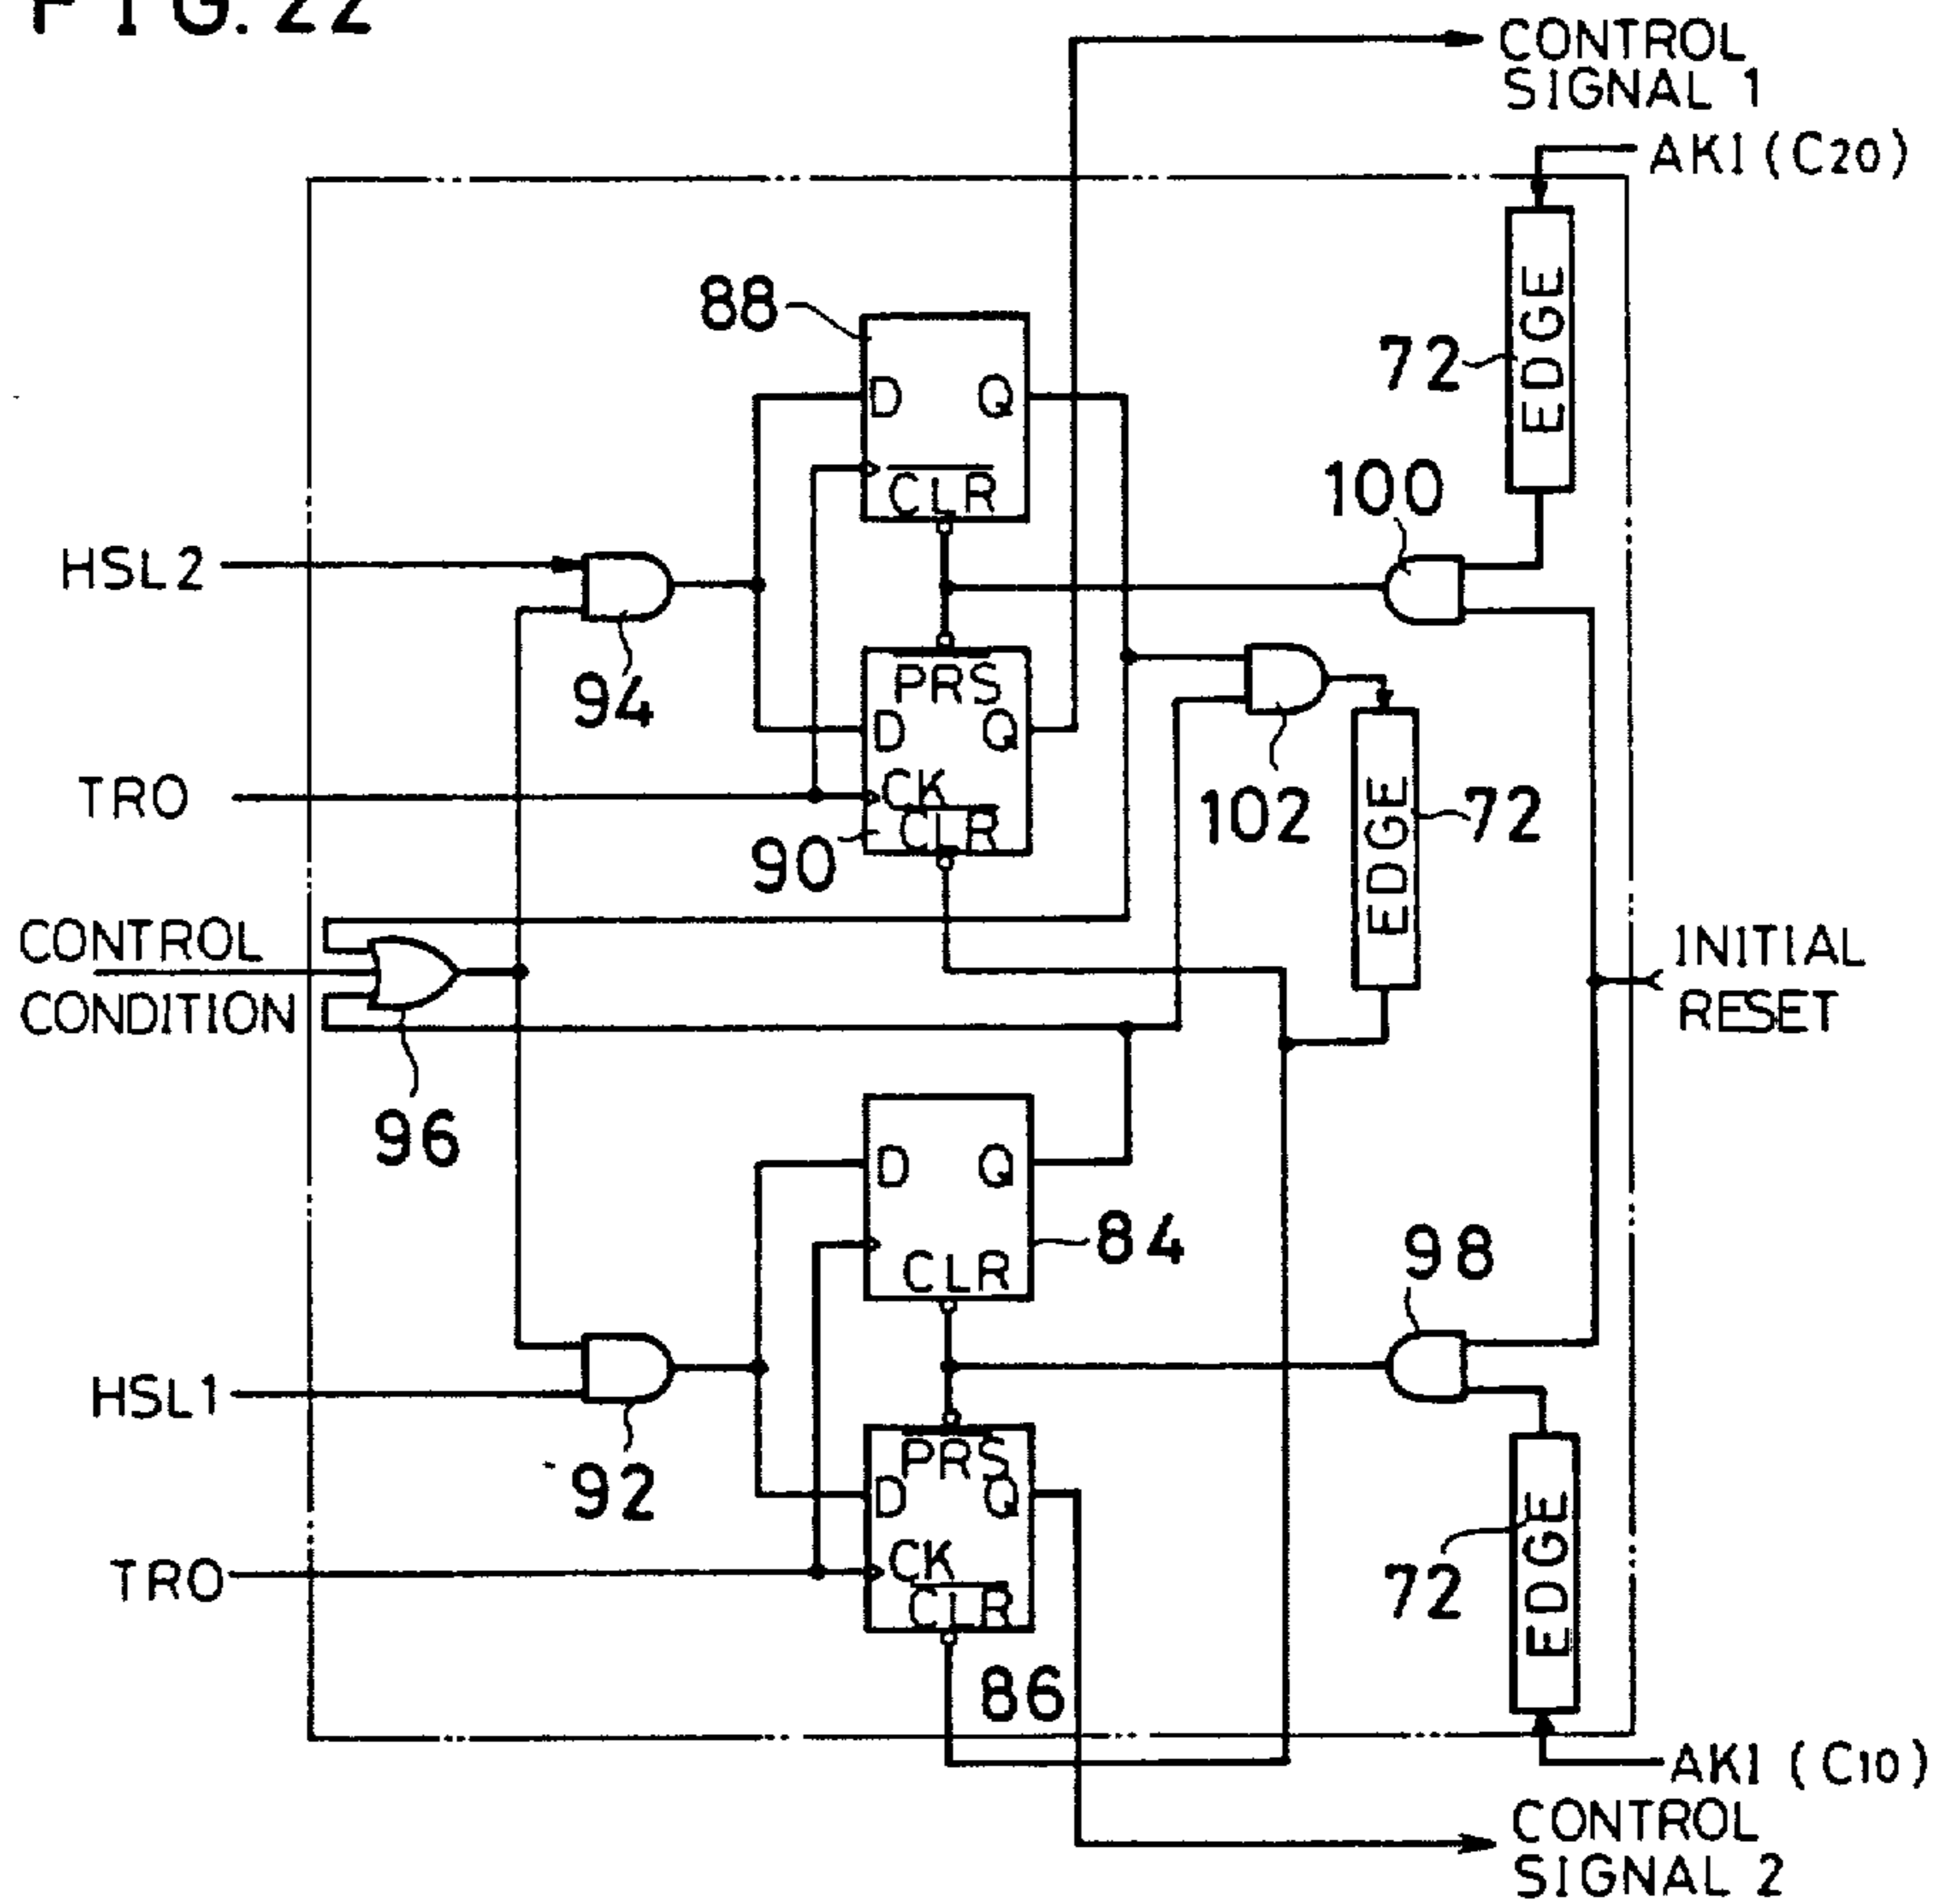 FIG. 22
CONTROL
SIGNAL 1
AKI (C20)
88
D Q
CLR
72
EDGE
100
HSL2
94
PRS
D Q
CK
CLR
90
TRO
102
EDGE
72
CONTROL
CONDITION
96
INITIAL
RESET
D Q
CLR
84
98
HSL1
92
PRS
D Q
CK
CLR
86
TRO
72
EDGE
AKI (C10)
CONTROL
SIGNAL 2